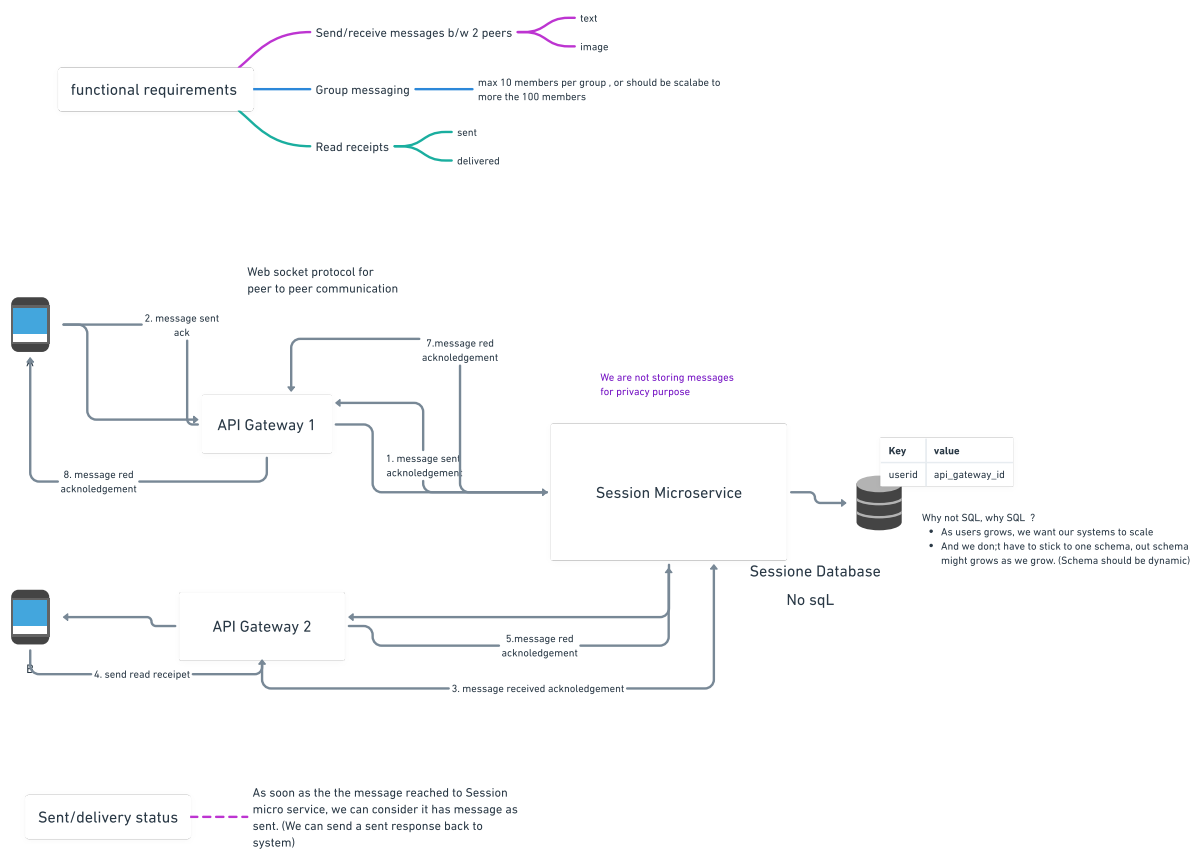 Send/receive messages b/w 2 peers
text
image
functional requirements
Group messaging
max 10 members per group , or should be scalabe to
more the 100 members
Read receipts
sent
delivered
Web socket protocol for
peer to peer communication
2. message sent
ack
7.message red
acknoledgement
A
We are not storing messages
for privacy purpose
API Gateway 1
1. message sent
acknoledgement
8. message red
acknoledgement
Session Microservice
Key value
userid api_gateway_id
Why not SQL, why SQL ?
• As users grows, we want our systems to scale
• And we don;t have to stick to one schema, out schema
might grows as we grow. (Schema should be dynamic)
Sessione Database
No sqL
API Gateway 2
5.message red
acknoledgement
B
4. send read receipet
3. message received acknoledgement
Sent/delivery status
As soon as the the message reached to Session
micro service, we can consider it has message as
sent. (We can send a sent response back to
system)